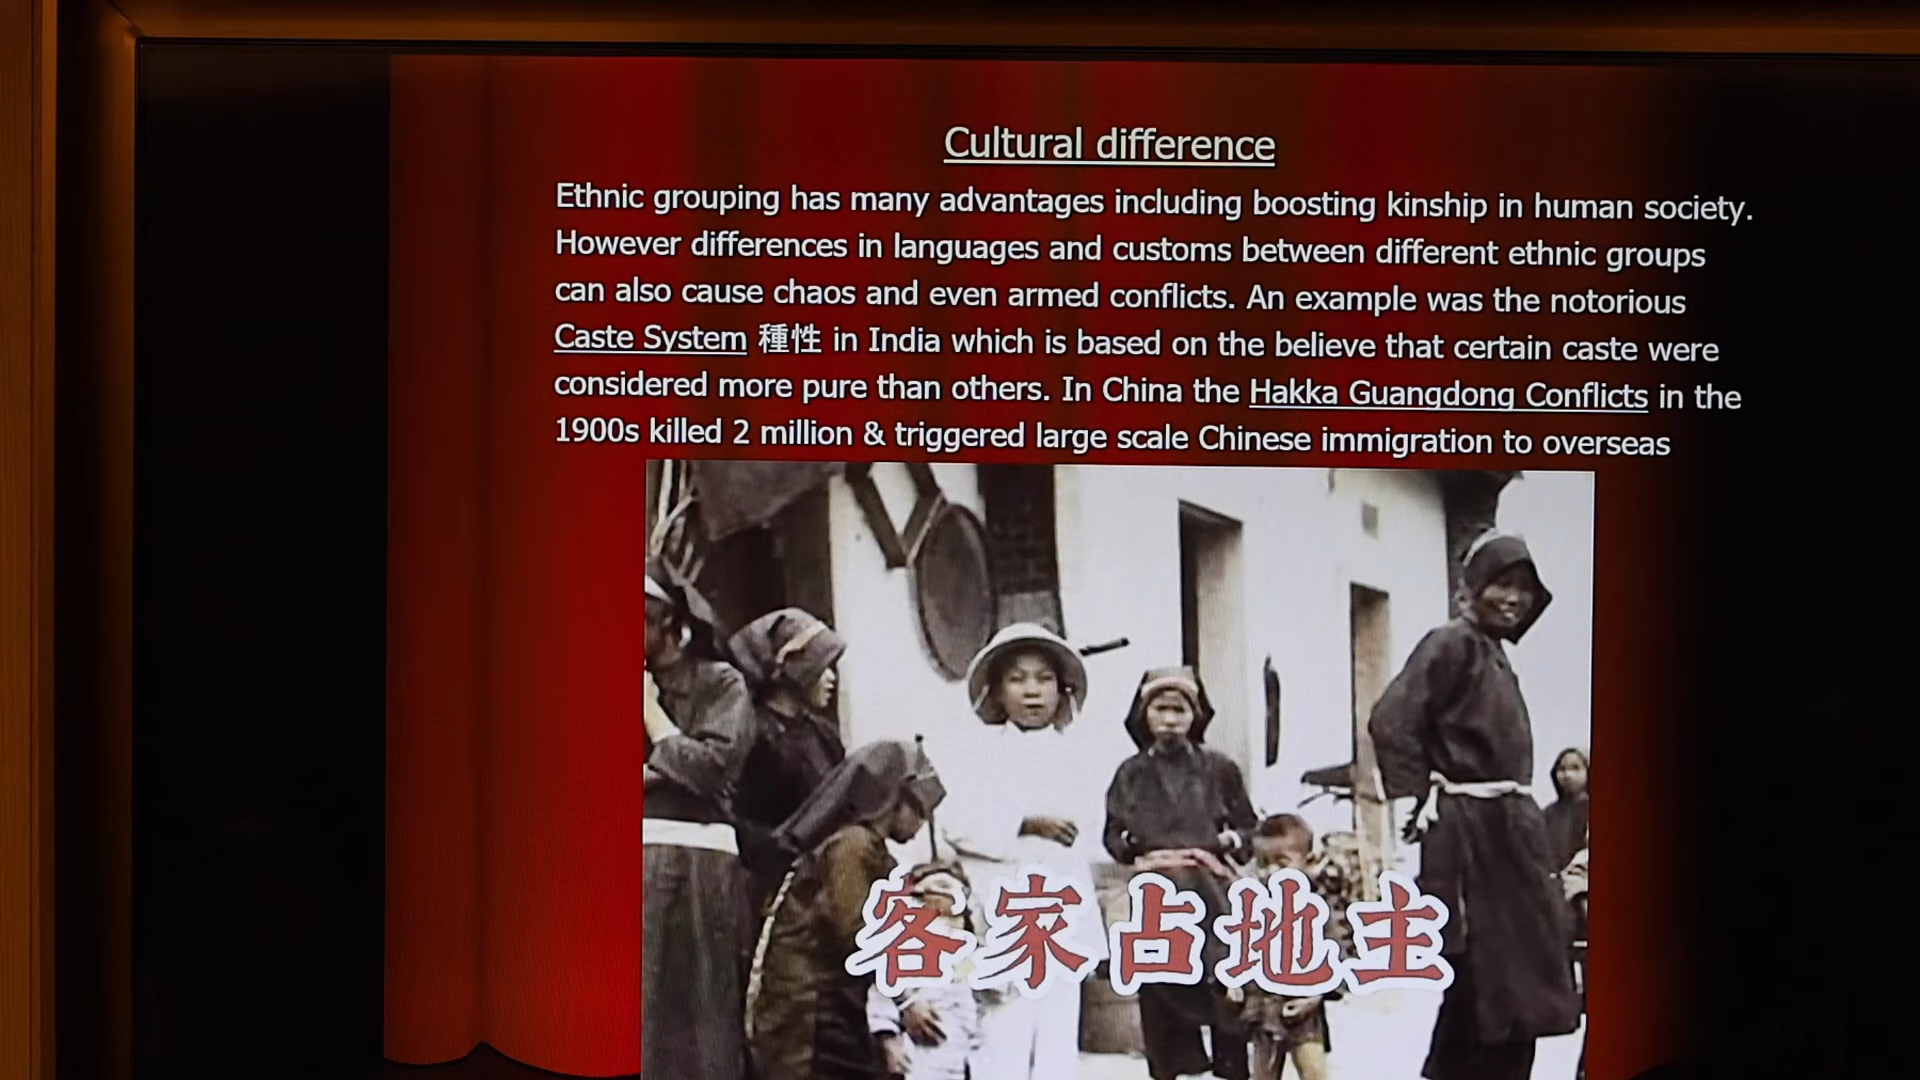 Cultural difference
Ethnic grouping has many advantages including boosting kinship in human society.
However differences in languages and customs between different ethnic groups
can also cause chaos and even armed conflicts. An example was the notorious
Caste System 種性 in India which is based on the believe that certain caste were
considered more pure than others. In China the Hakka Guangdong Conflicts in the
1900s killed 2 million & triggered large scale Chinese immigration to overseas
客家占地主